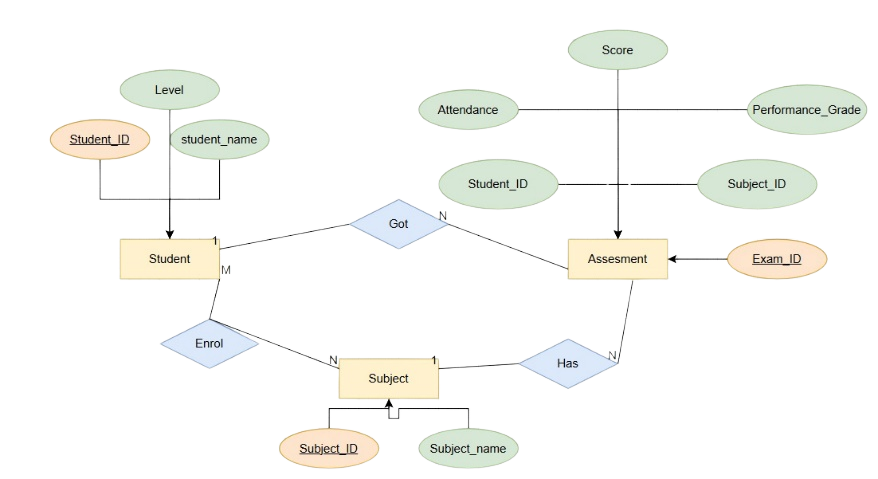 Score
Level
Attendance
Performance_Grade
Student_ID
student_name
Student_ID
Subject_ID
Got
N
1
Student
Assesment
Exam_ID
M
Enrol
N
1
Subject
Has
N
Subject_ID
Subject_name